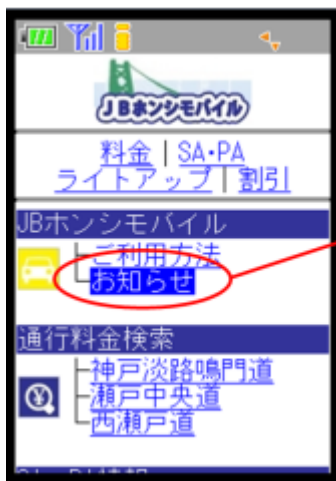 JBホンシモバイル
料金 | SA・PA
ライトアップ | 割引
JBホンシモバイル
ご利用方法
お知らせ
通行料金検索
神戸淡路鳴門道
瀬戸中央道
西瀬戸道